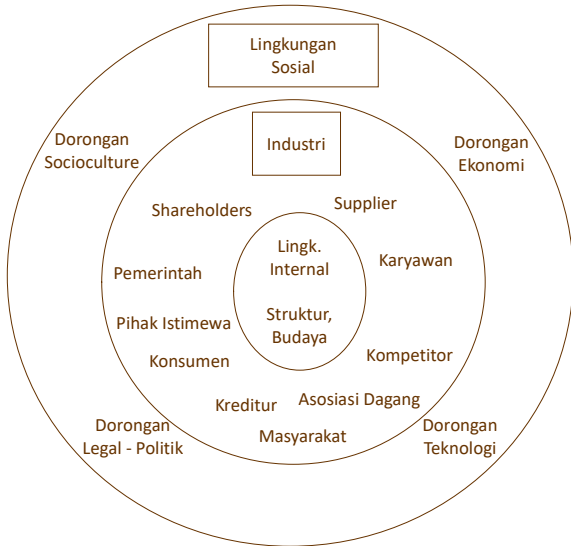 Lingkungan
Sosial
Dorongan
Socioculture
Industri
Dorongan
Ekonomi
Shareholders
Supplier
Lingk.
Internal
Karyawan
Pemerintah
Struktur,
Budaya
Pihak Istimewa
Konsumen
Kompetitor
Kreditur
Asosiasi Dagang
Masyarakat
Dorongan
Legal - Politik
Dorongan
Teknologi